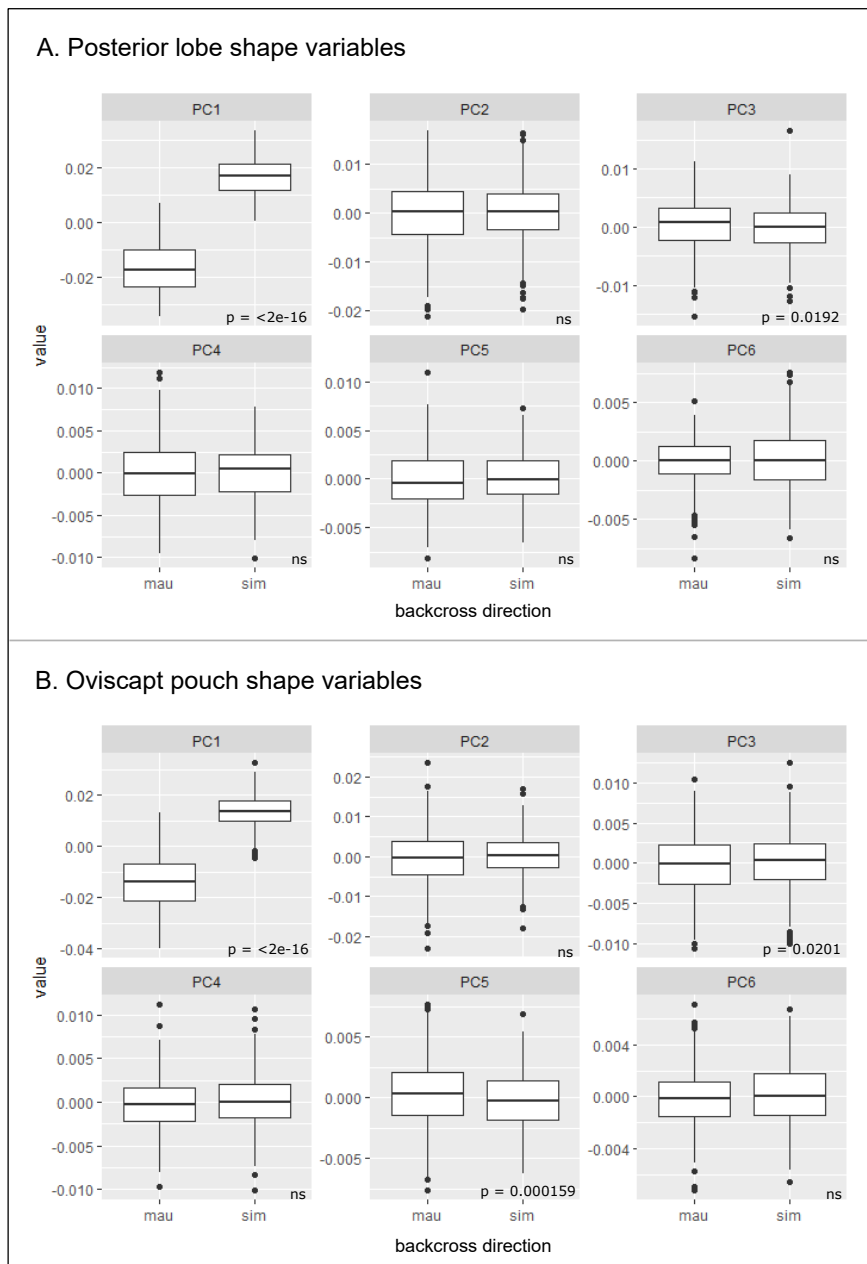 A. Posterior lobe shape variables
PC1 PC2 PC3
0.02
0.00
-0.02
p = <2e-16
0.01
0.00
-0.01
-0.02
ns
0.01
0.00
-0.01
p = 0.0192
value
PC4 PC5 PC6
0.010
0.005
0.000
-0.005
-0.010
ns
0.010
0.005
0.000
-0.005
ns
0.005
0.000
-0.005
ns
mau sim mau sim mau sim
backcross direction
B. Oviscapt pouch shape variables
PC1 PC2 PC3
0.02
0.00
-0.02
-0.04
p = <2e-16
0.02
0.01
0.00
-0.01
-0.02
ns
0.010
0.005
0.000
-0.005
-0.010
p = 0.0201
value
PC4 PC5 PC6
0.010
0.005
0.000
-0.005
-0.010
ns
0.005
0.000
-0.005
p = 0.000159
0.004
0.000
-0.004
ns
mau sim mau sim mau sim
backcross direction